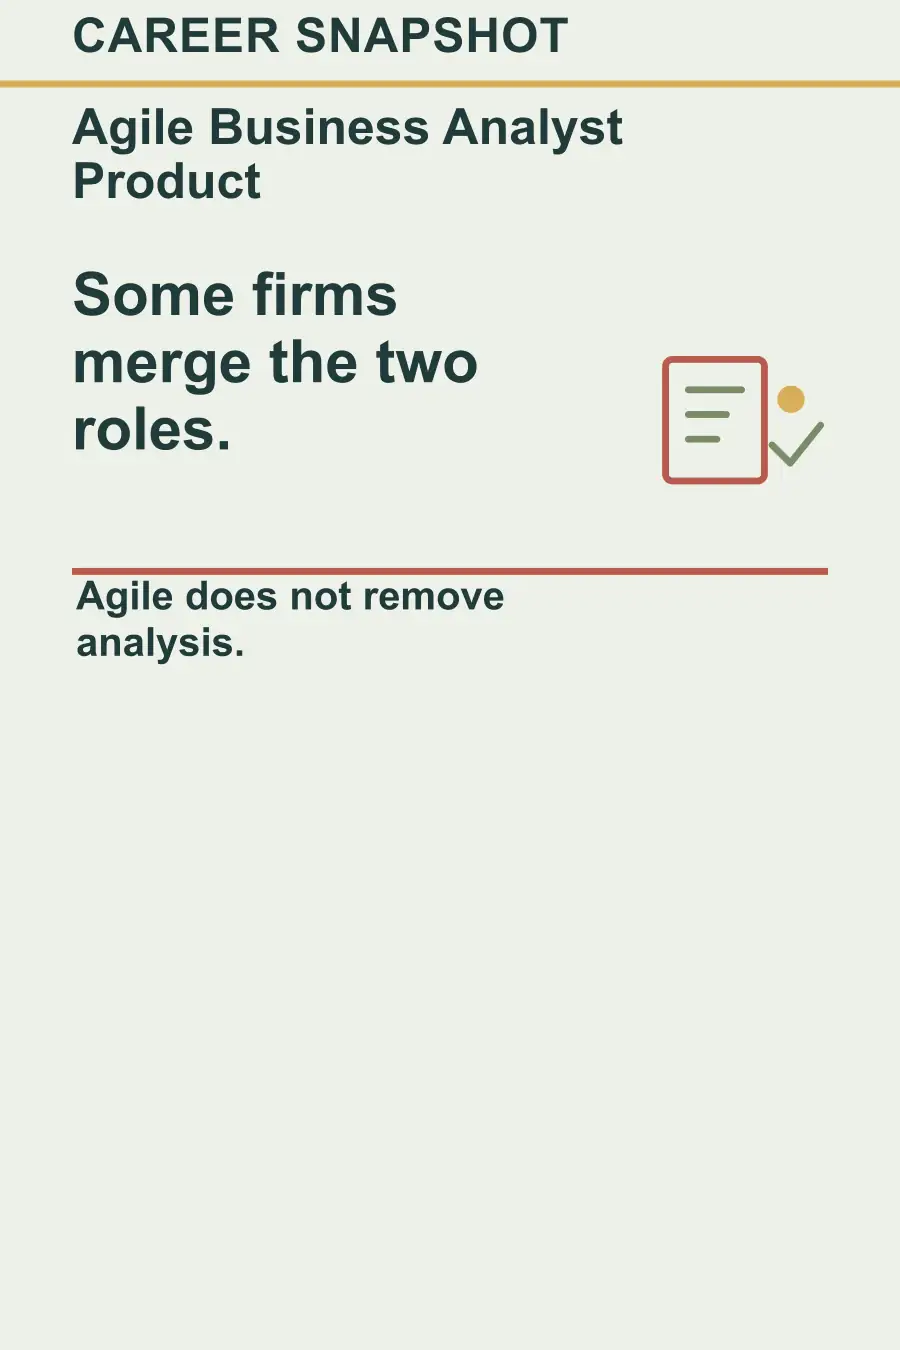 CAREER SNAPSHOT
Agile Business Analyst
Product
Some firms
merge the two
roles.
Agile does not remove
analysis.